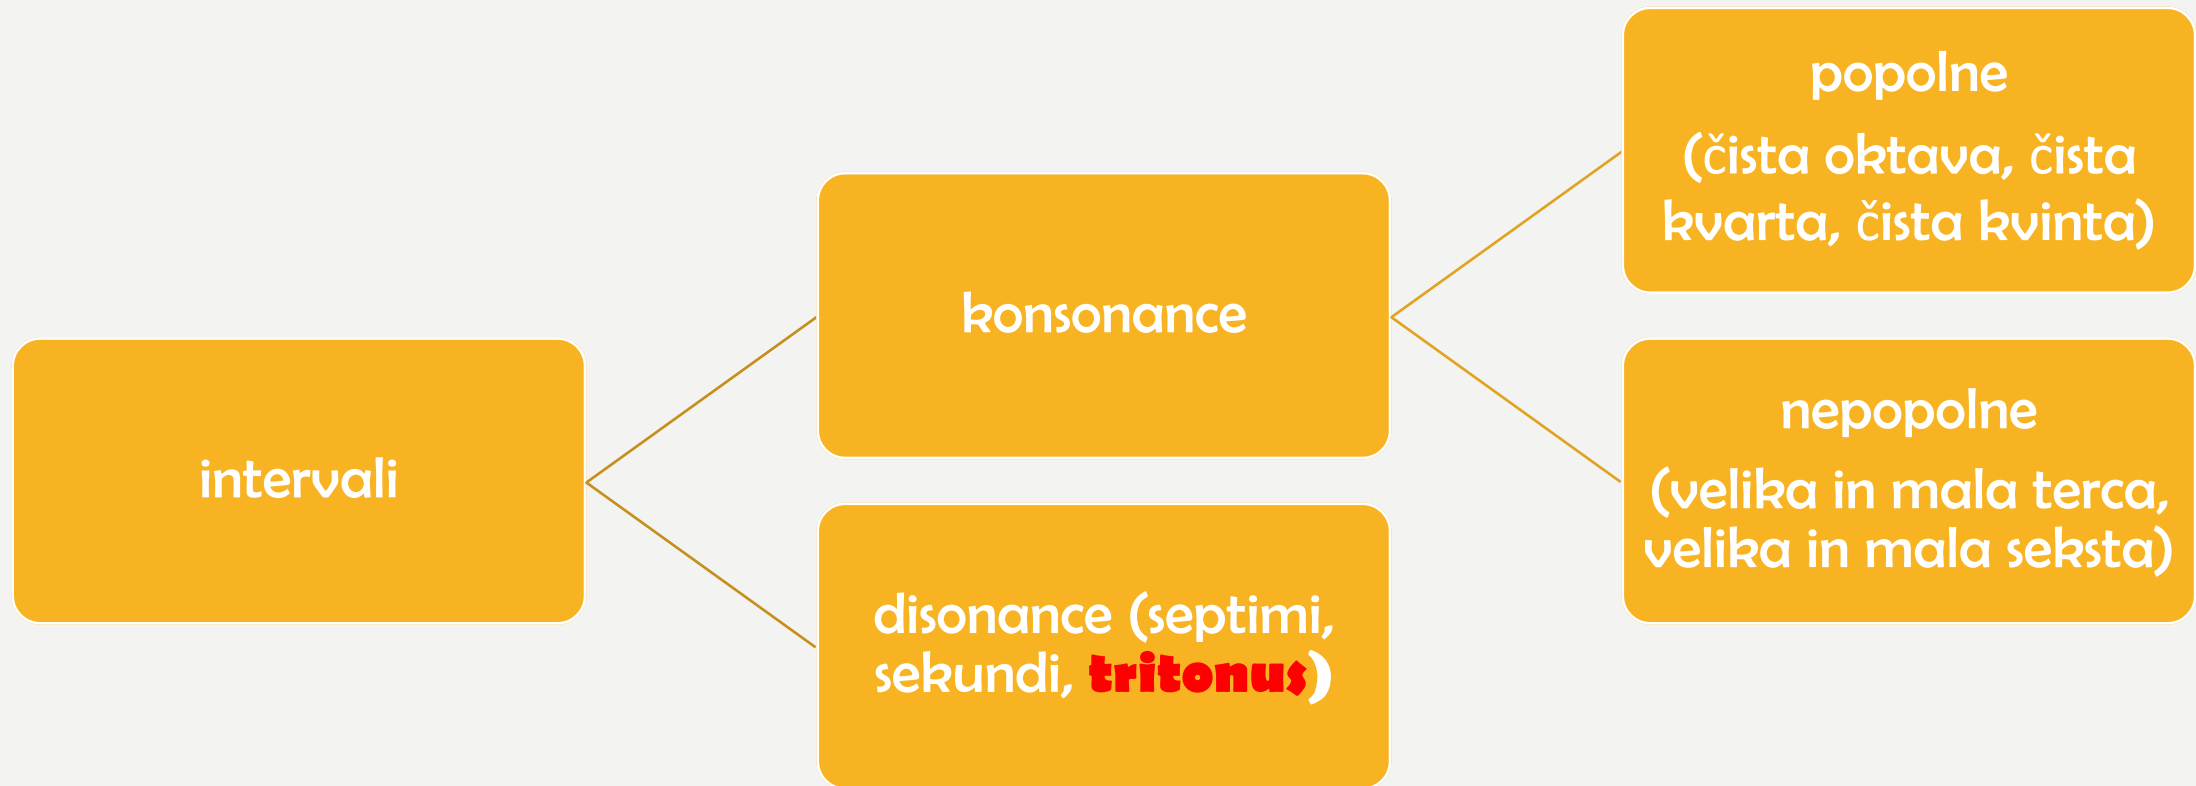 intervali
konsonance
disonance (septimi,
sekundi, tritonus)
popolne
(čista oktava, čista
kvarta, čista kvinta)
nepopolne
(velika in mala terca,
velika in mala seksta)